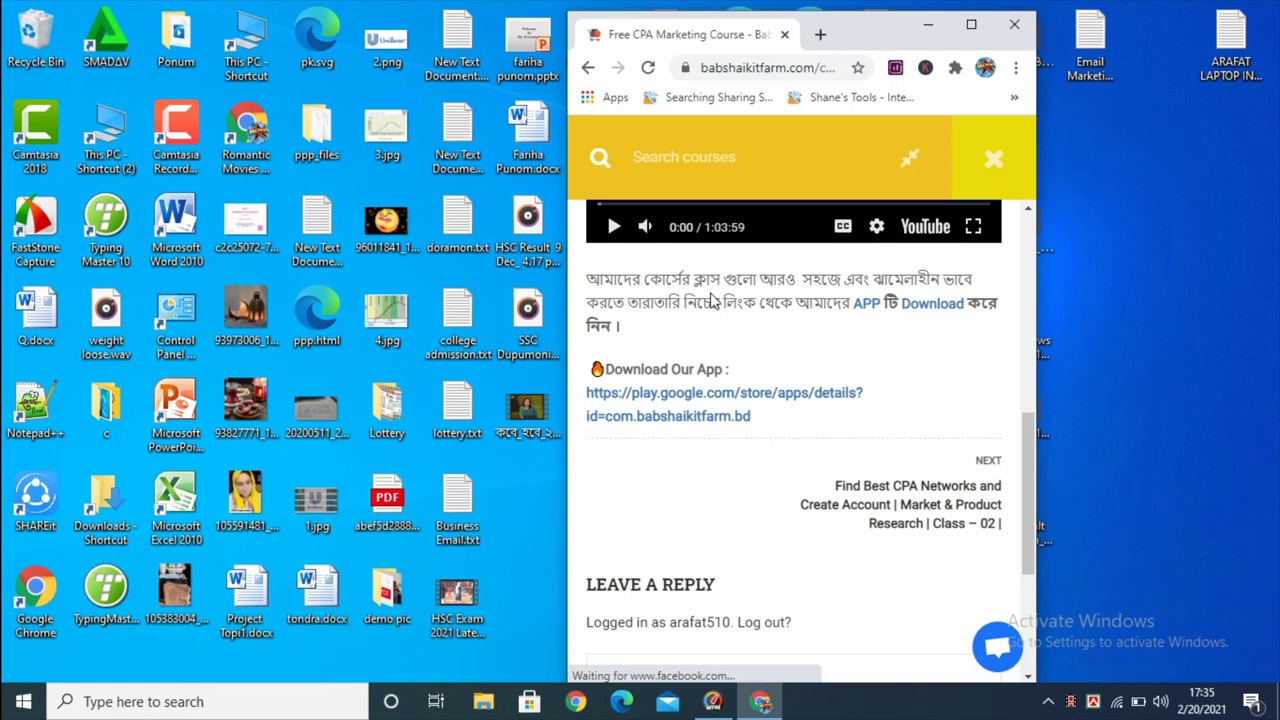 Recycle Bin
SMADΔV
Ponum
This PC -
Shortcut
pk.svg
2.png
New Text
Document...
fariha
punom.pptx
Camtasia
2018
This PC -
Shortcut (2)
Camtasia
Record...
Romantic
Movies ...
ppp_files
3.jpg
New Text
Docume...
Fariha
Punom.docx
FastStone
Capture
Typing
Master 10
Microsoft
Word 2010
c2c25072-7...
New Text
Docume...
96011841_1...
doramon.txt
HSC Result 9
Dec_ 4.17 p...
Q.docx
weight
loose.wav
Control
Panel ...
93973006_1...
ppp.html
4.jpg
college
admission.txt
SSC
Dupumoni...
Notepad++
c
Microsoft
PowerPoi...
93827771_1...
20200511_2...
Lottery
lottery.txt
কবে_হবে_২...
SHAREit
Downloads -
Shortcut
Microsoft
Excel 2010
105591481_...
1.jpg
PDF
abef5d2888...
Business
Email.txt
Google
Chrome
TypingMast...
105383004_...
Project
Topi1.docx
tondra.docx
demo pic
HSC Exam
2021 Late...
Email
Marketi...
ARAFAT
LAPTOP IN...
Free CPA Marketing Course - Bab
babshaikitfarm.com/c...
Apps
Searching Sharing S...
Shane's Tools - Inte...
»
Search courses
0:00 / 1:03:59
CC
YouTube
আমাদের কোর্সের ক্লাস গুলো আরও সহজে এবং ঝামেলাহীন ভাবে
করতে তারাতারি নিচের লিংক থেকে আমাদের APP টি Download করে
নিন ।
🔥Download Our App :
https://play.google.com/store/apps/details?
id=com.babshaikitfarm.bd
NEXT
Find Best CPA Networks and
Create Account | Market & Product
Research | Class – 02 |
LEAVE A REPLY
Logged in as arafat510. Log out?
Waiting for www.facebook.com...
Activate Windows
Go to Settings to activate Windows.
Type here to search
17:35
2/20/2021
1